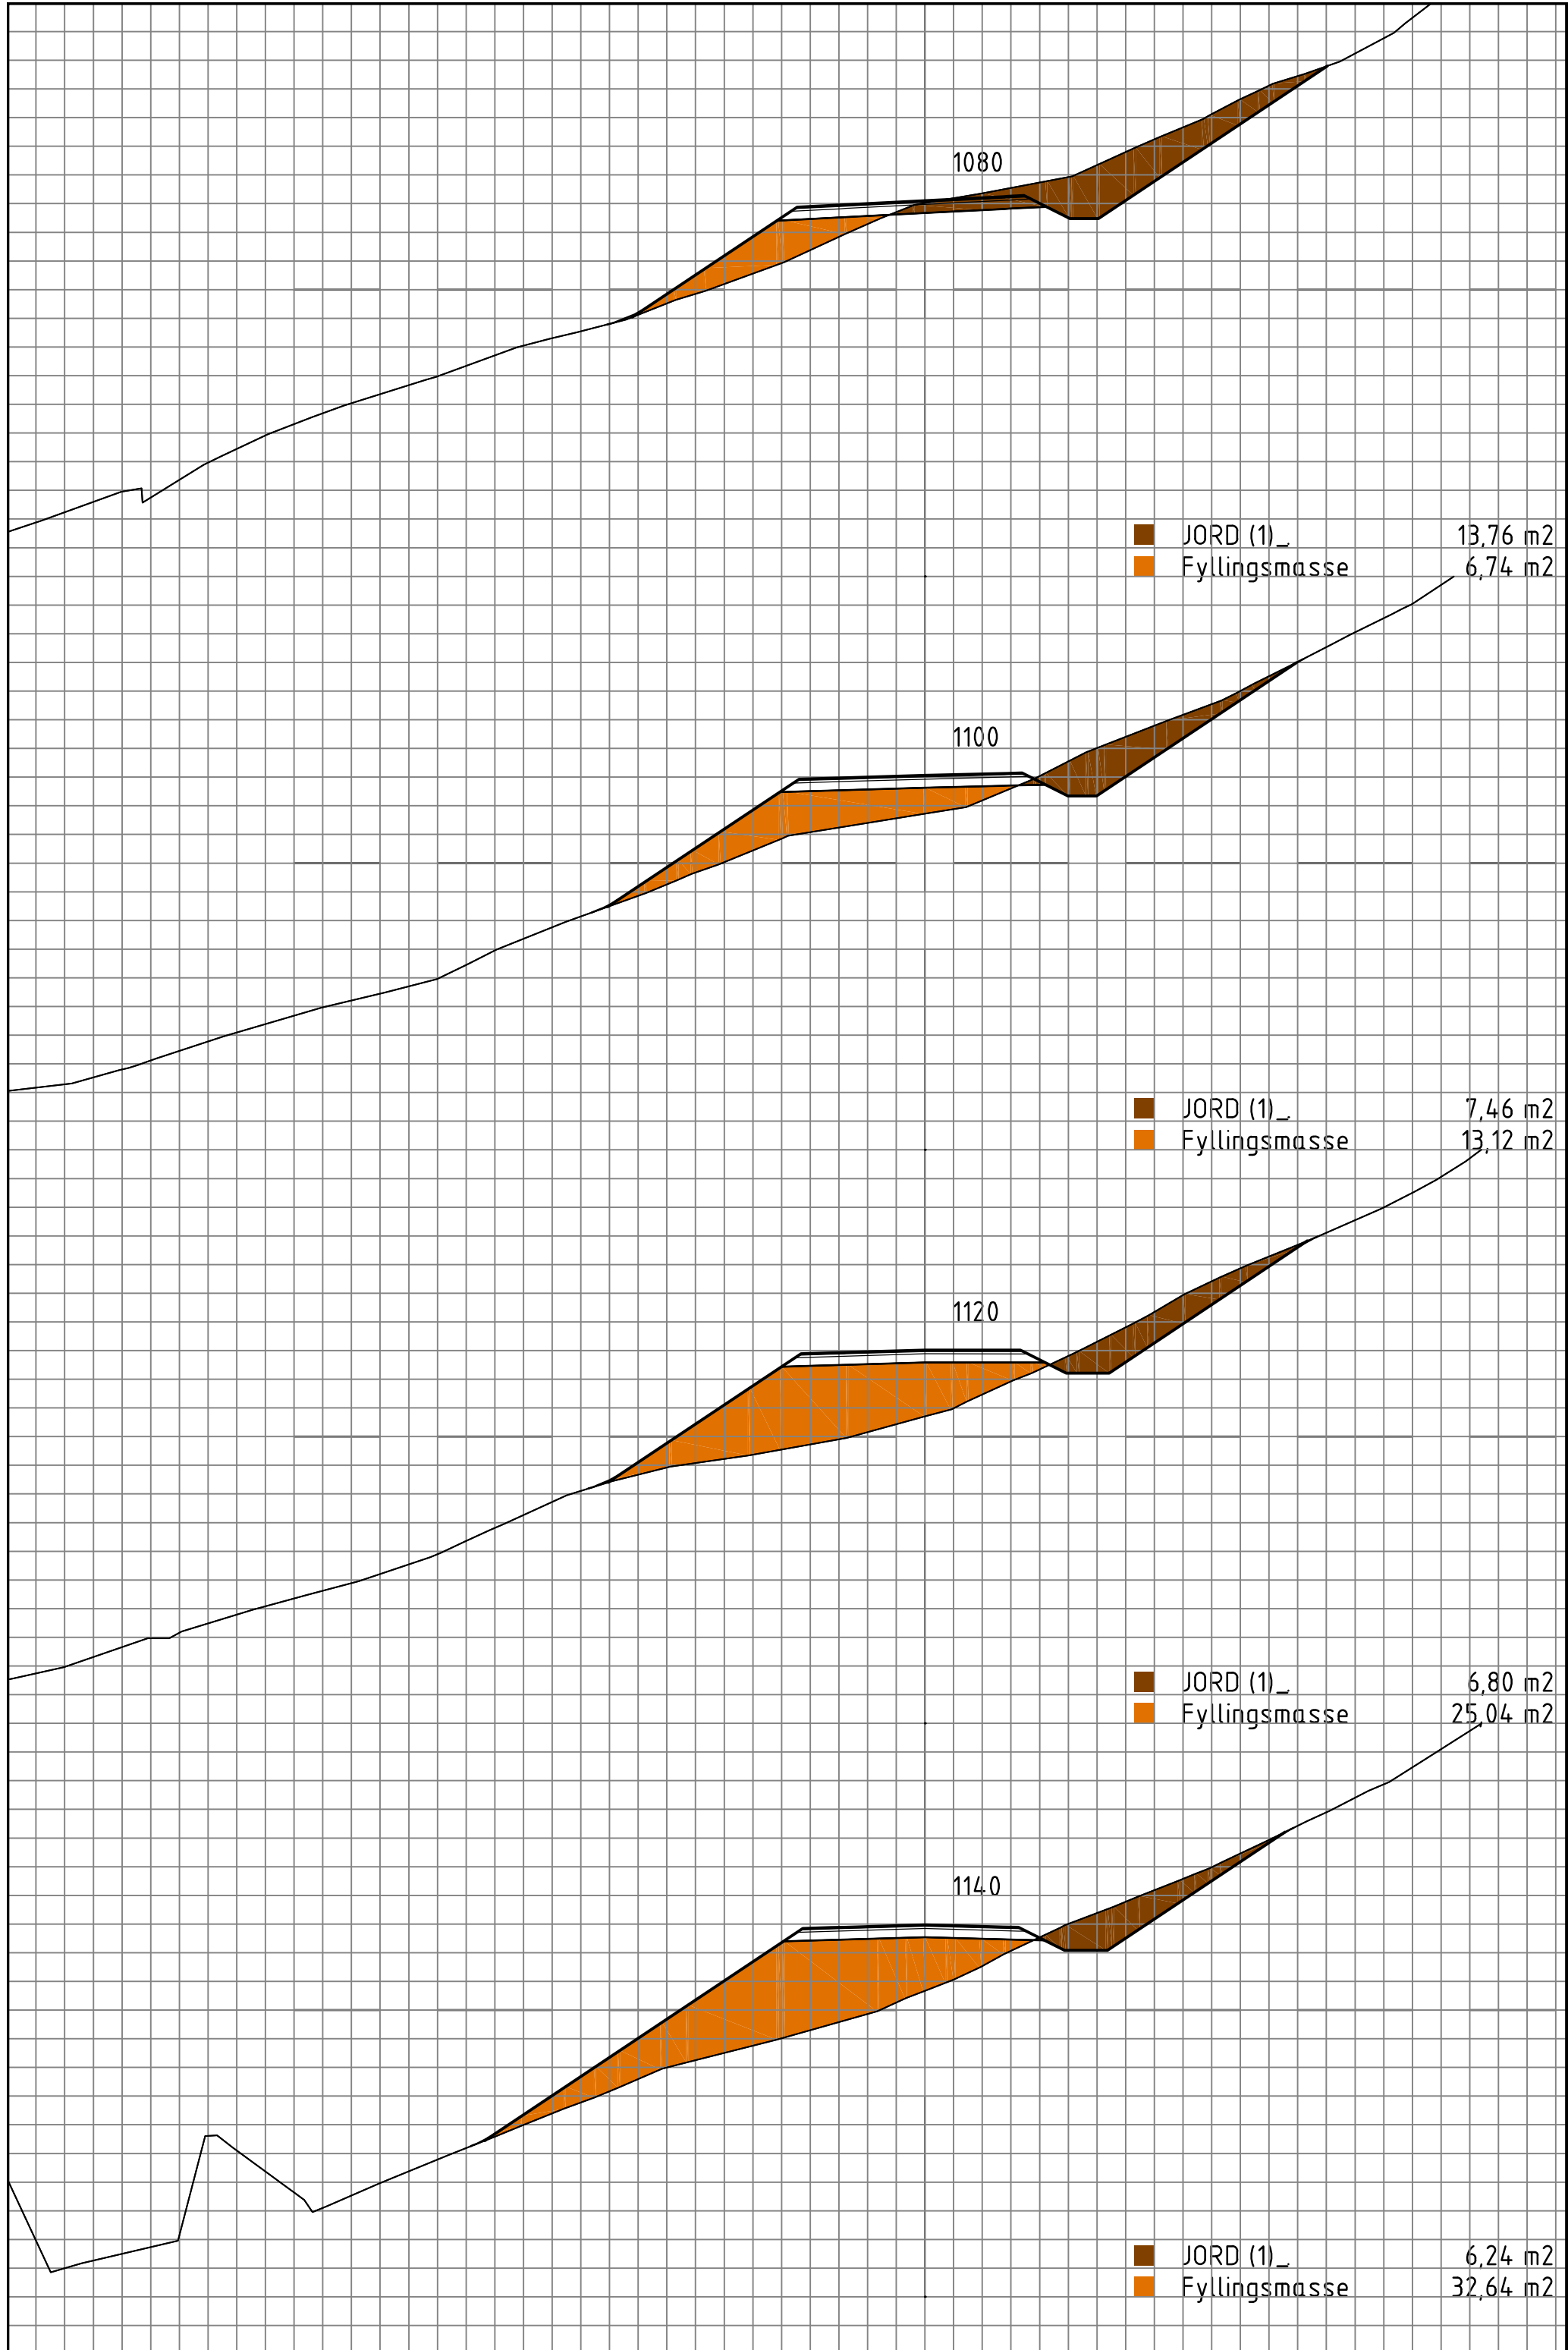 1080
JORD (1)_. 13,76 m2
Fyllingsmasse 6,74 m2
1100
JORD (1)_. 7,46 m2
Fyllingsmasse 13,12 m2
1120
JORD (1)_. 6,80 m2
Fyllingsmasse 25,04 m2
1140
JORD (1)_. 6,24 m2
Fyllingsmasse 32,64 m2